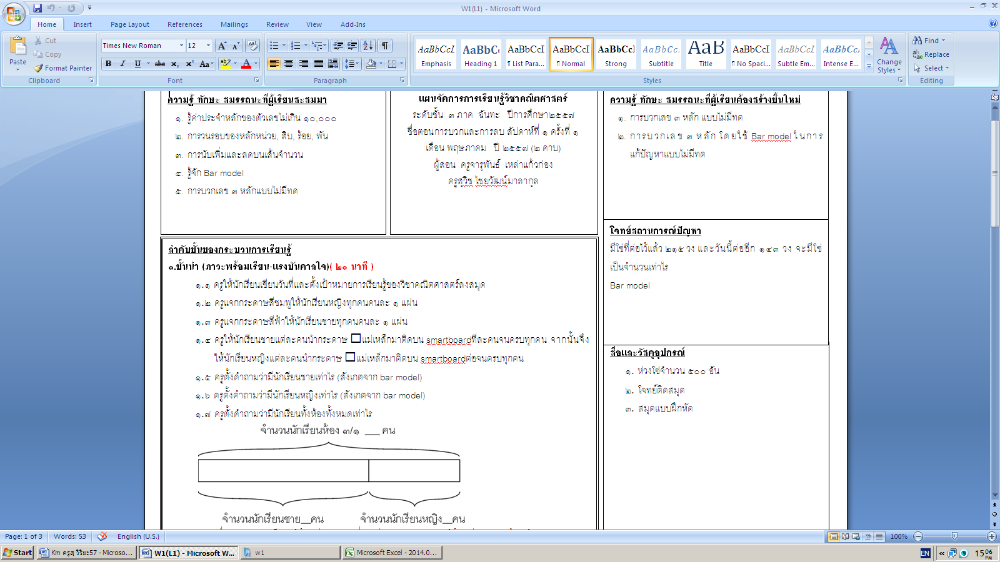 W1(L1) - Microsoft Word
Home Insert Page Layout References Mailings Review View Add-Ins
Paste
Cut
Copy
Format Painter
Clipboard
Times New Roman 12
Font
Paragraph
AaBbCcI Emphasis
AaBbCc Heading 1
AaBbCcI ¶ List Para...
AaBbCcI ¶ Normal
AaBbCcI Strong
AaBbCc. Subtitle
AaB Title
AaBbCcI ¶ No Spaci...
AaBbCcI Subtle Em...
AaBbCcI Intense E...
Change Styles
Styles
Find
Replace
Select
Editing
ความรู้ ทักษะ สมรรถนะที่ผู้เรียนสะสมมา
๑. รู้ค่าประจำหลักของตัวเลขไม่เกิน ๑๐,๐๐๐
๒. การวนรอบของหลักหน่วย, สิบ, ร้อย, พัน
๓. การนับเพิ่มและลดบนเส้นจำนวน
๔. รู้จัก Bar model
๕. การบวกเลข ๓ หลักแบบไม่มีทด
แผนจัดการการเรียนรู้วิชาคณิตศาสตร์
ระดับชั้น ๓ ภาค ฉันทะ ปีการศึกษา๒๕๕๗
ชื่อตอนการบวกและการลบ สัปดาห์ที่ ๑ ครั้งที่ ๑
เดือน พฤษภาคม ปี ๒๕๕๗ (๒ คาบ)
ผู้สอน ครูจารุพันธ์ เหล่าแก้วก่อง
ครูสุวิช ไชยวัฒน์มาลากุล
ความรู้ ทักษะ สมรรถนะที่ผู้เรียนต้องสร้างขึ้นใหม่
๑. การบวกเลข ๓ หลัก แบบไม่มีทด
๒. การบวกเลข ๓ หลัก โดยใช้ Bar model ในการ
แก้ปัญหาแบบไม่มีทด
โจทย์สถานการณ์ปัญหา
มีโซ่ที่ต่อไว้แล้ว ๒๑๕ วง และวันนี้ต่ออีก ๑๔๓ วง จะมีโซ่
เป็นจำนวนเท่าไร
Bar model
สื่อและวัสดุอุปกรณ์
๑. ห่วงโซ่จำนวน ๕๐๐ อัน
๒. โจทย์ติดสมุด
๓. สมุดแบบฝึกหัด
ลำดับขั้นของกระบวนการเรียนรู้
๑.ขั้นนำ (ภาวะพร้อมเรียน-แรงบันดาลใจ)( ๒๐ นาที )
๑.๑ ครูให้นักเรียนเขียนวันที่และตั้งเป้าหมายการเรียนรู้ของวิชาคณิตศาสตร์ลงสมุด
๑.๒ ครูแจกกระดาษสีชมพูให้นักเรียนหญิงทุกคนคนละ ๑ แผ่น
๑.๓ ครูแจกกระดาษสีฟ้าให้นักเรียนชายทุกคนคนละ ๑ แผ่น
๑.๔ ครูให้นักเรียนชายแต่ละคนนำกระดาษ แม่เหล็กมาติดบน smartboardทีละคนจนครบทุกคน จากนั้นจึง
ให้นักเรียนหญิงแต่ละคนนำกระดาษ แม่เหล็กมาติดบน smartboardต่อจนครบทุกคน
๑.๕ ครูตั้งคำถามว่ามีนักเรียนชายเท่าไร (สังเกตจาก bar model)
๑.๖ ครูตั้งคำถามว่ามีนักเรียนหญิงเท่าไร (สังเกตจาก bar model)
๑.๗ ครูตั้งคำถามว่ามีนักเรียนทั้งห้องทั้งหมดเท่าไร
จำนวนนักเรียนห้อง ๓/๑ ___ คน
จำนวนนักเรียนชาย__คน จำนวนนักเรียนหญิง__คน
Page: 1 of 3 Words: 53 English (U.S.) 100%
Start Km ครูสุ วิริยะ57 - Microso... W1(L1) - Microsoft W... w1 Microsoft Excel - 2014.0... EN 15 06 PM